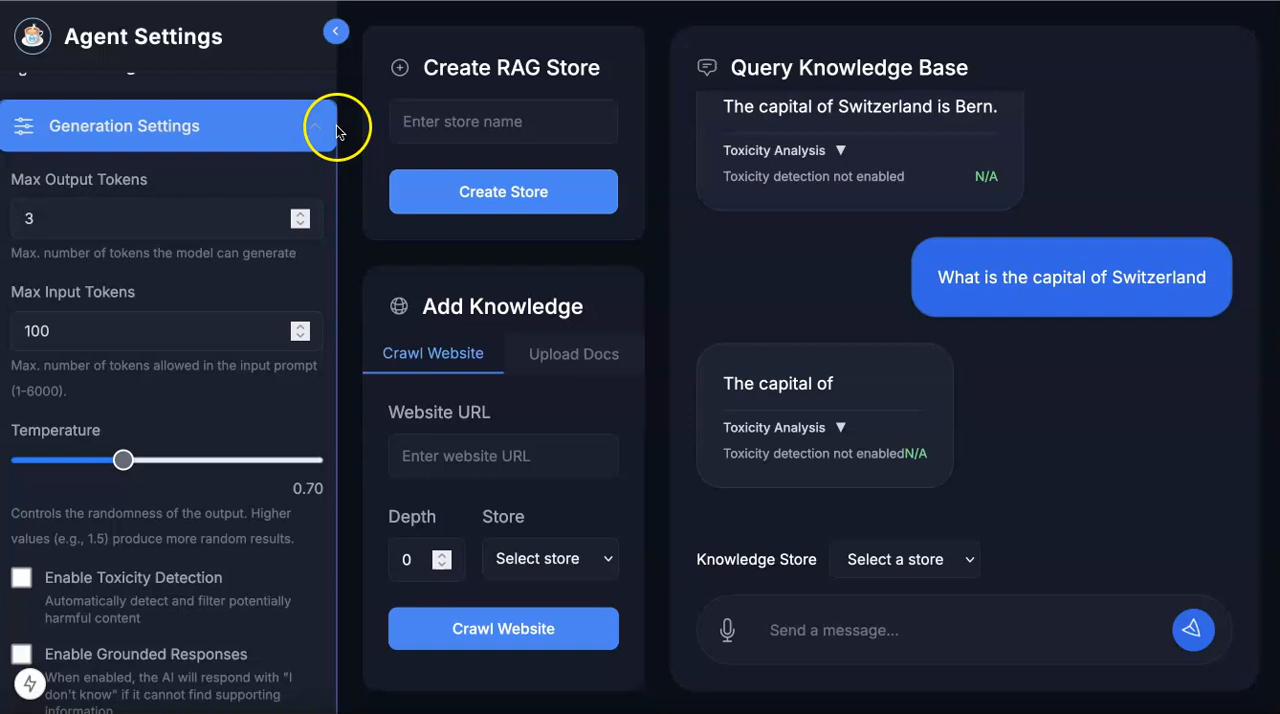 Agent Settings
Generation Settings
Max Output Tokens
3
Max. number of tokens the model can generate
Max Input Tokens
100
Max. number of tokens allowed in the input prompt
(1-6000).
Temperature
0.70
Controls the randomness of the output. Higher
values (e.g., 1.5) produce more random results.
Enable Toxicity Detection
Automatically detect and filter potentially
harmful content
Enable Grounded Responses
When enabled, the AI will respond with "I
don't know" if it cannot find supporting
information.
Create RAG Store
Enter store name
Create Store
Add Knowledge
Crawl Website
Upload Docs
Website URL
Enter website URL
Depth
Store
0
Select store
Crawl Website
Query Knowledge Base
The capital of Switzerland is Bern.
Toxicity Analysis ▼
Toxicity detection not enabled
N/A
What is the capital of Switzerland
The capital of
Toxicity Analysis ▼
Toxicity detection not enabledN/A
Knowledge Store
Select a store
Send a message...